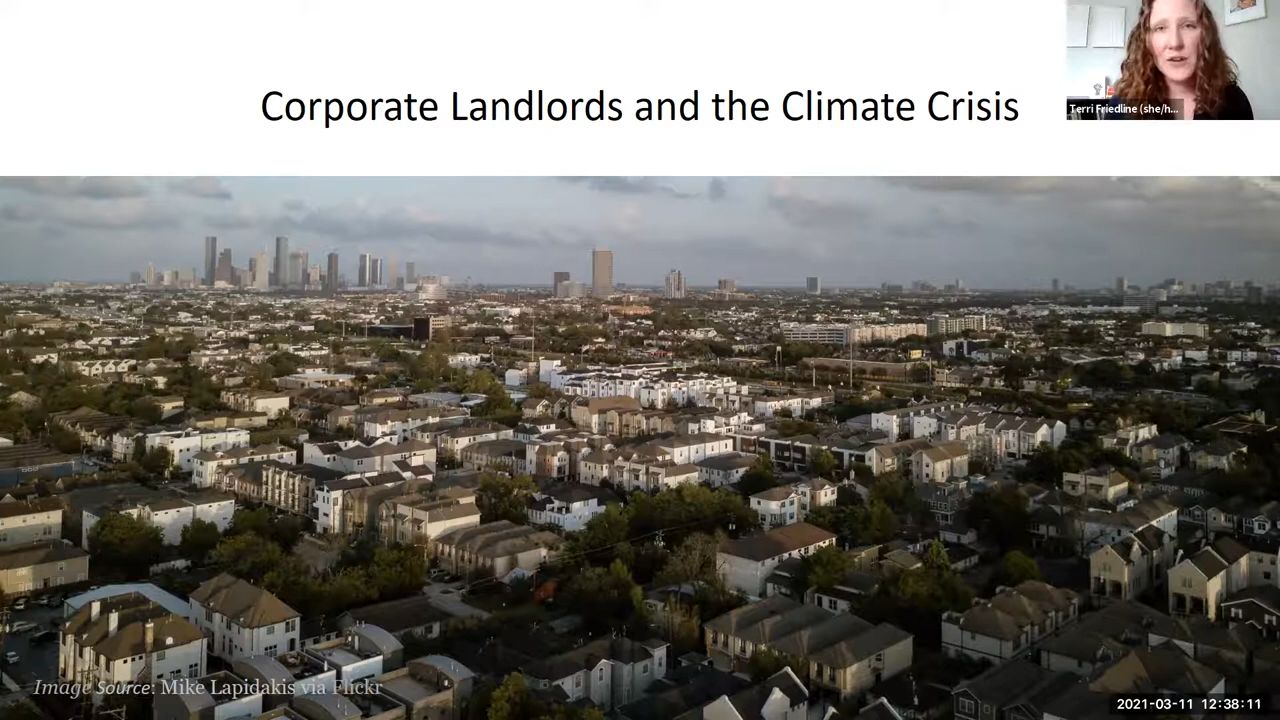 Corporate Landlords and the Climate Crisis
Terri Friedline (she/h...
Image Source: Mike Lapidakis via Flickr
2021-03-11 12:38:11